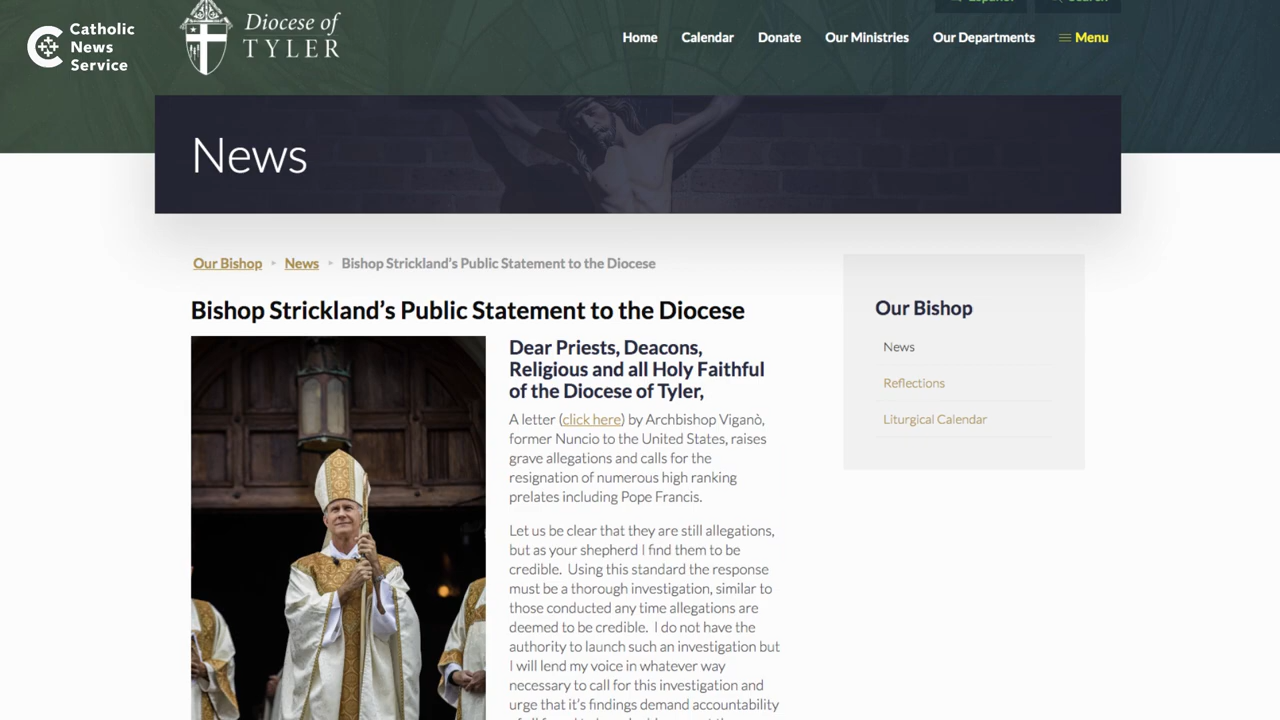 Español
Search
Catholic
News
Service
Diocese of
TYLER
Home Calendar Donate Our Ministries Our Departments Menu
News
Our Bishop ▸ News ▸ Bishop Strickland’s Public Statement to the Diocese
Bishop Strickland’s Public Statement to the Diocese
Dear Priests, Deacons,
Religious and all Holy Faithful
of the Diocese of Tyler,
A letter (click here) by Archbishop Viganò,
former Nuncio to the United States, raises
grave allegations and calls for the
resignation of numerous high ranking
prelates including Pope Francis.
Let us be clear that they are still allegations,
but as your shepherd I find them to be
credible. Using this standard the response
must be a thorough investigation, similar to
those conducted any time allegations are
deemed to be credible. I do not have the
authority to launch such an investigation but
I will lend my voice in whatever way
necessary to call for this investigation and
urge that it’s findings demand accountability
Our Bishop
News
Reflections
Liturgical Calendar